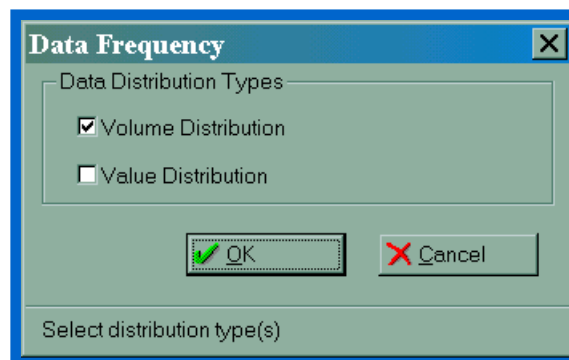 Data Frequency
Data Distribution Types
Volume Distribution
Value Distribution
OK
Cancel
Select distribution type(s)